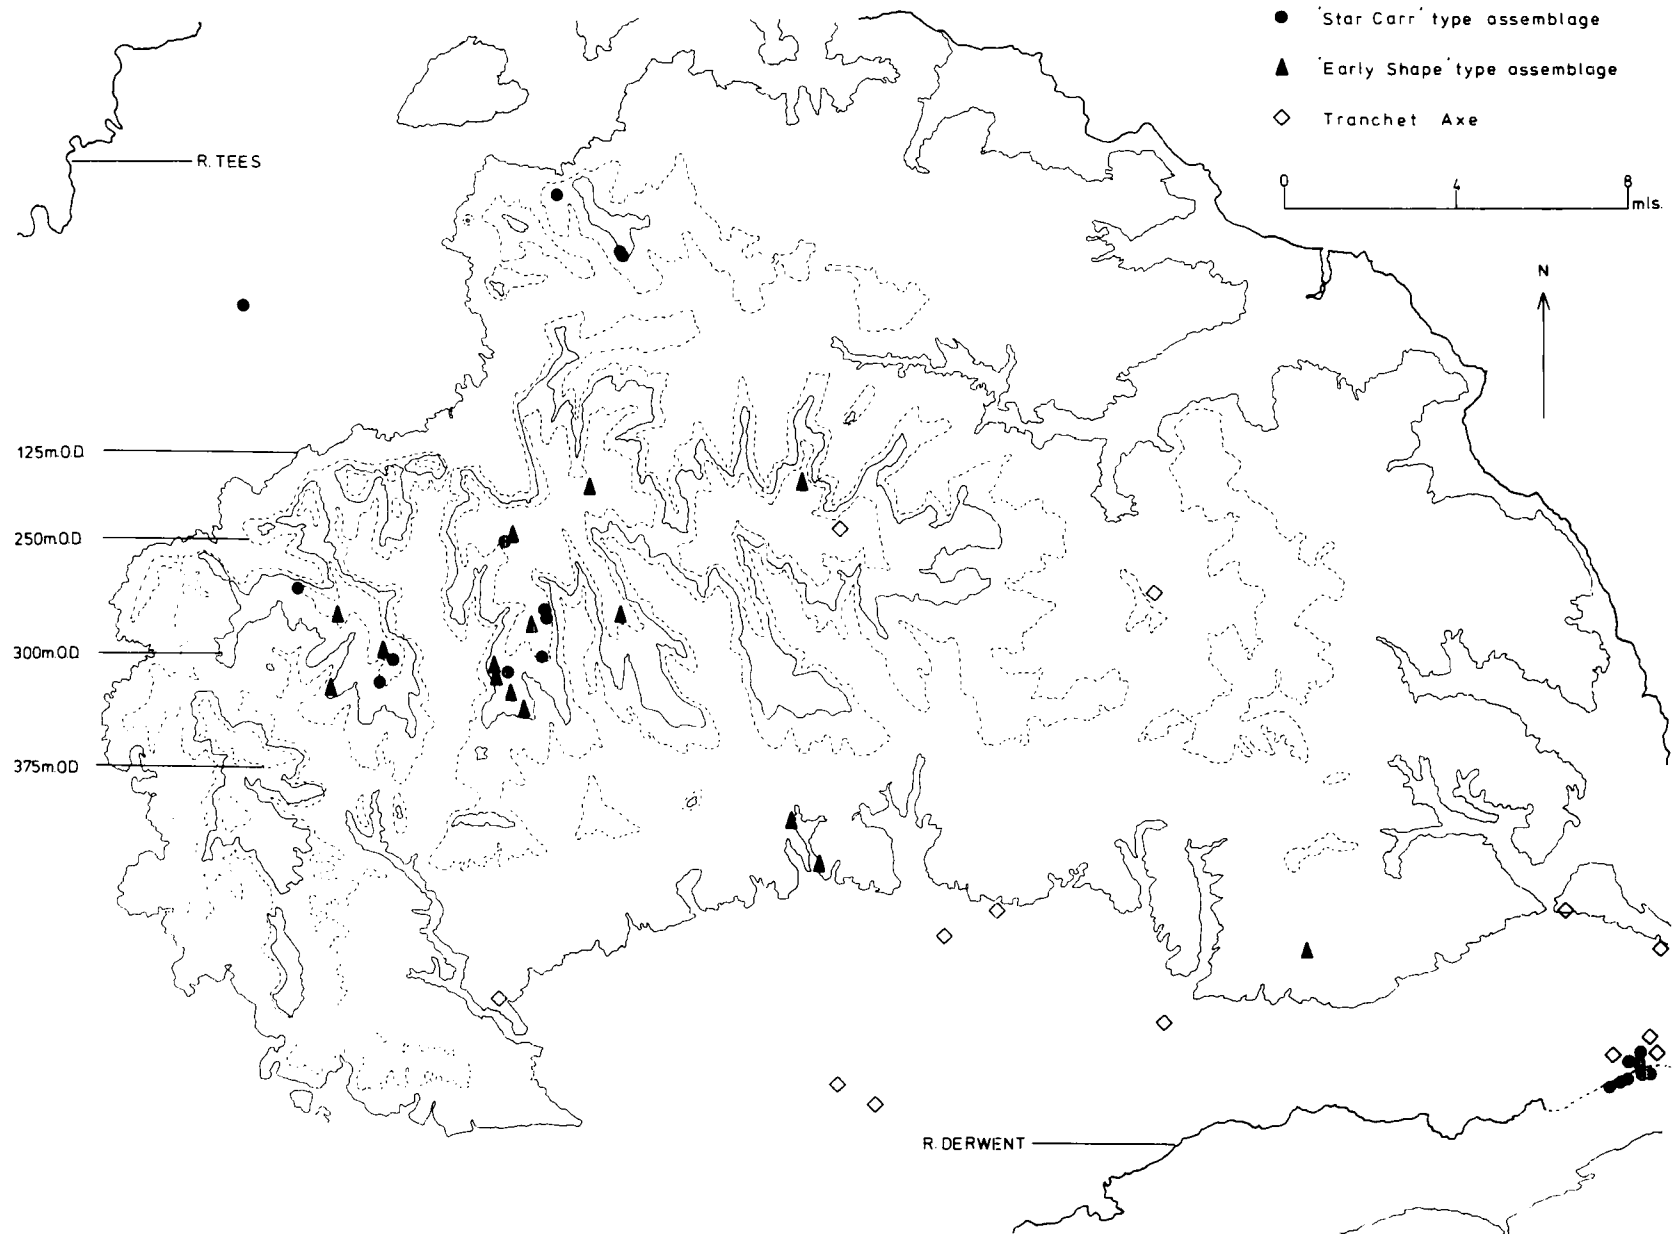 'Star Carr' type assemblage
'Early Shape' type assemblage
Tranchet Axe
R. TEES
0 4 8
mls.
N
125m.O.D
250m.O.D
300m.O.D
375m.O.D
R. DERWENT